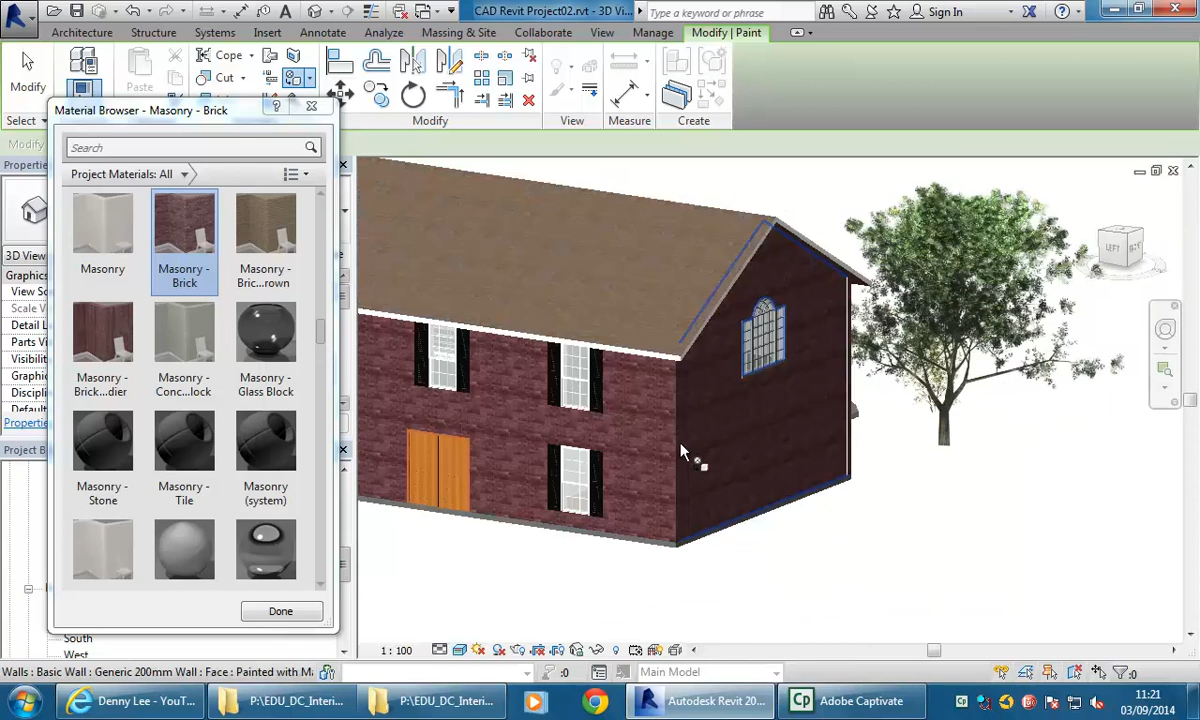 CAD Revit Project02.rvt - 3D Vi...
Type a keyword or phrase
Sign In
Architecture
Structure
Systems
Insert
Annotate
Analyze
Massing & Site
Collaborate
View
Manage
Modify | Paint
Modify
Paste
Cope
Cut
Select
Modify
View
Measure
Create
Material Browser - Masonry - Brick
Search
Project Materials: All
Masonry
Masonry - Brick
Masonry - Bric...rown
Masonry - Brick...dier
Masonry - Conc...lock
Masonry - Glass Block
Masonry - Stone
Masonry - Tile
Masonry (system)
Done
Modify
Properti
3D View
Graphics
View Sc
Scale V
Detail L
Parts Vi
Visibilit
Graphic
Discipli
Default
Properties
Project B
South
West
LEFT
1 : 100
Walls : Basic Wall : Generic 200mm Wall : Face : Painted with Ma
:0
Main Model
:0
Denny Lee - YouT...
P:\EDU_DC_Interi...
P:\EDU_DC_Interi...
Autodesk Revit 20...
Adobe Captivate
11:21
03/09/2014